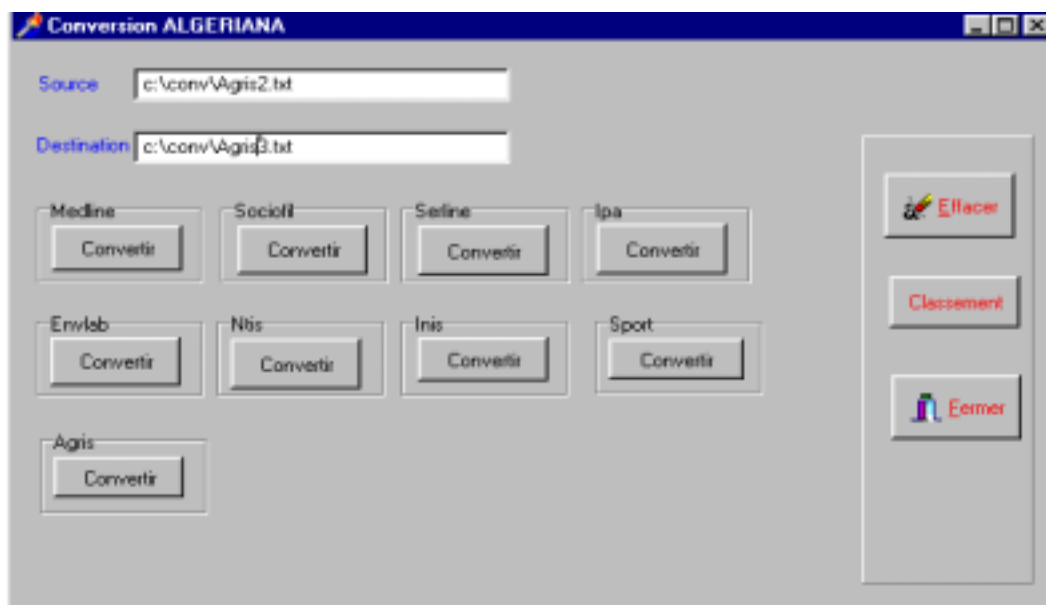 Conversion ALGERIANA
Source c:\conv\Agris2.txt
Destination c:\conv\Agris3.txt
Medline Sociofil Serline Ipa
Convertir Convertir Convertir Convertir
Envlab Ntis Inis Sport
Convertir Convertir Convertir Convertir
Agris
Convertir
Effacer
Classement
Fermer